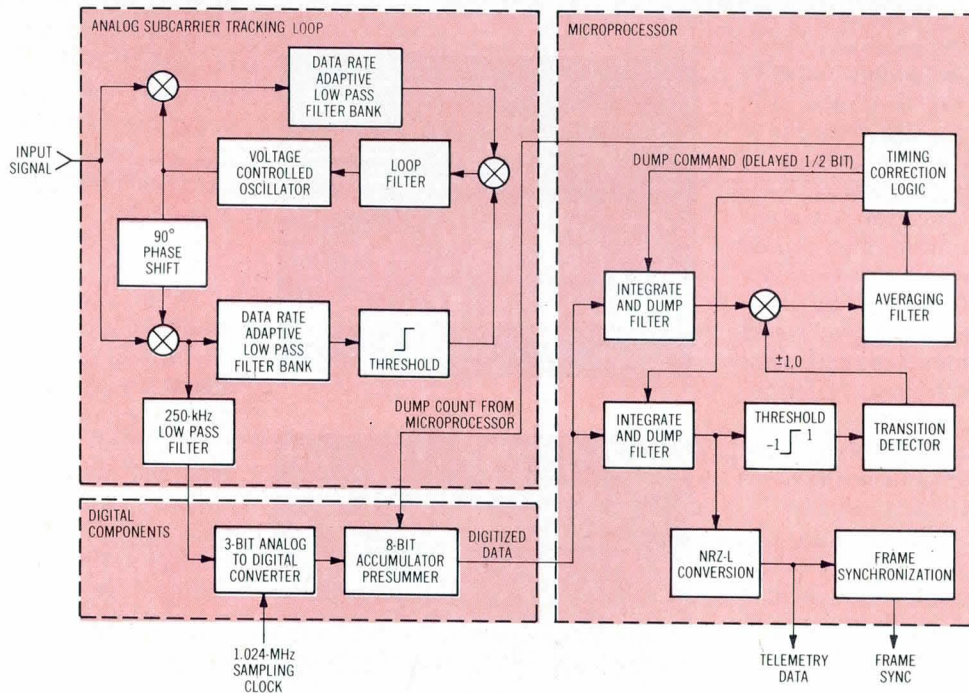 ANALOG SUBCARRIER TRACKING LOOP
DATA RATE
ADAPTIVE
LOW PASS
FILTER BANK
INPUT
SIGNAL
VOLTAGE
CONTROLLED
OSCILLATOR
LOOP
FILTER
90°
PHASE
SHIFT
DATA RATE
ADAPTIVE
LOW PASS
FILTER BANK
THRESHOLD
250-kHz
LOW PASS
FILTER
DUMP COUNT FROM
MICROPROCESSOR
DIGITAL
COMPONENTS
3-BIT ANALOG
TO DIGITAL
CONVERTER
8-BIT
ACCUMULATOR
PRESUMMER
DIGITIZED
DATA
1.024-MHz
SAMPLING
CLOCK
MICROPROCESSOR
DUMP COMMAND (DELAYED 1/2 BIT)
TIMING
CORRECTION
LOGIC
INTEGRATE
AND DUMP
FILTER
AVERAGING
FILTER
±1,0
INTEGRATE
AND DUMP
FILTER
THRESHOLD
-1 1
TRANSITION
DETECTOR
NRZ-L
CONVERSION
FRAME
SYNCHRONIZATION
TELEMETRY
DATA
FRAME
SYNC